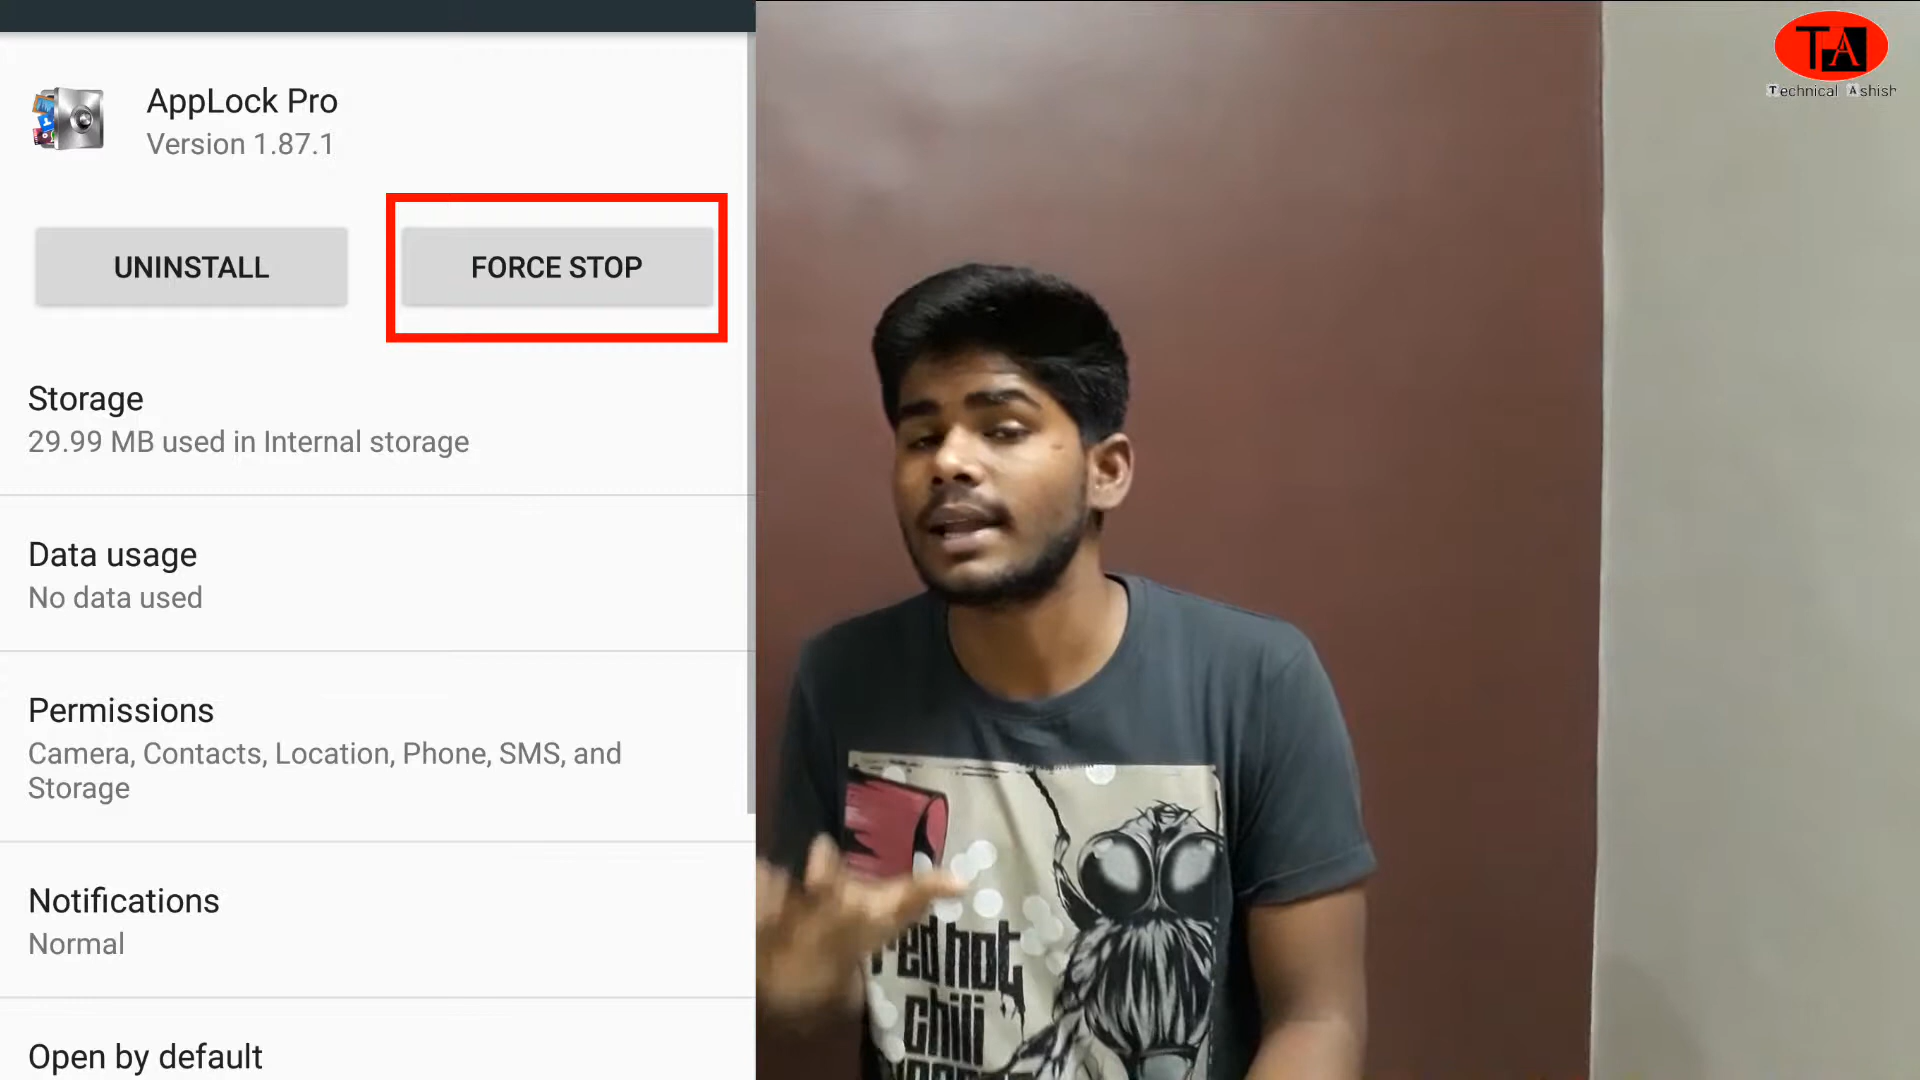 AppLock Pro
Version 1.87.1
UNINSTALL
FORCE STOP
Storage
29.99 MB used in Internal storage
Data usage
No data used
Permissions
Camera, Contacts, Location, Phone, SMS, and
Storage
Notifications
Normal
Open by default
TA
Technical Ashish
red hot
chili